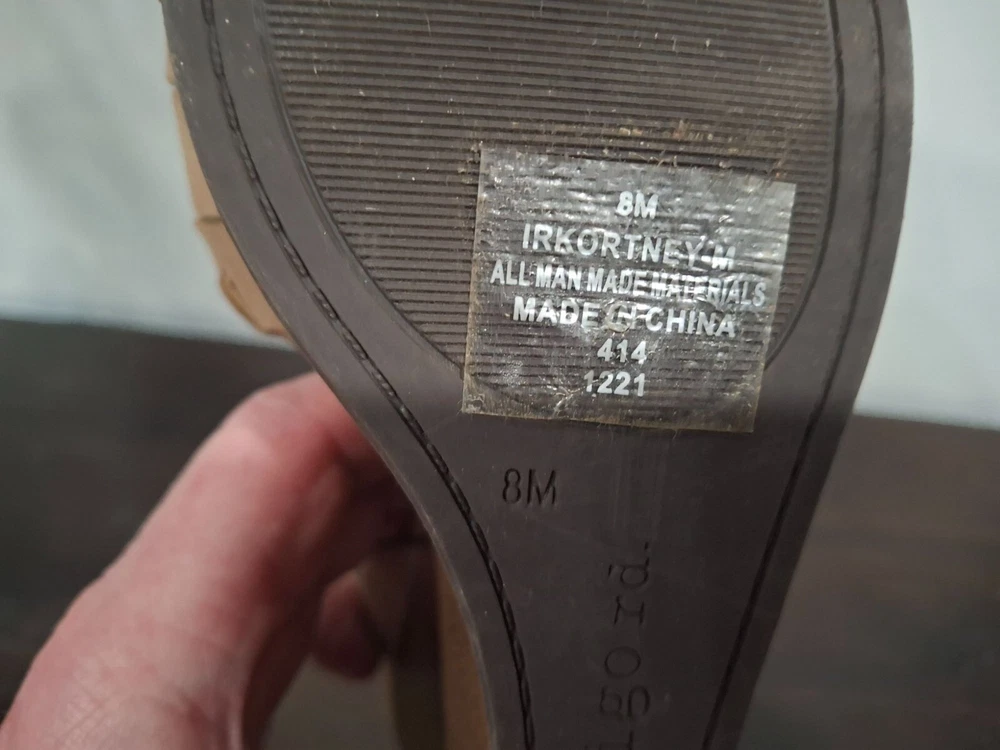 8M
IRKORTNEY-M
ALL MAN MADE MATERIALS
MADE IN CHINA
414
1221
8M